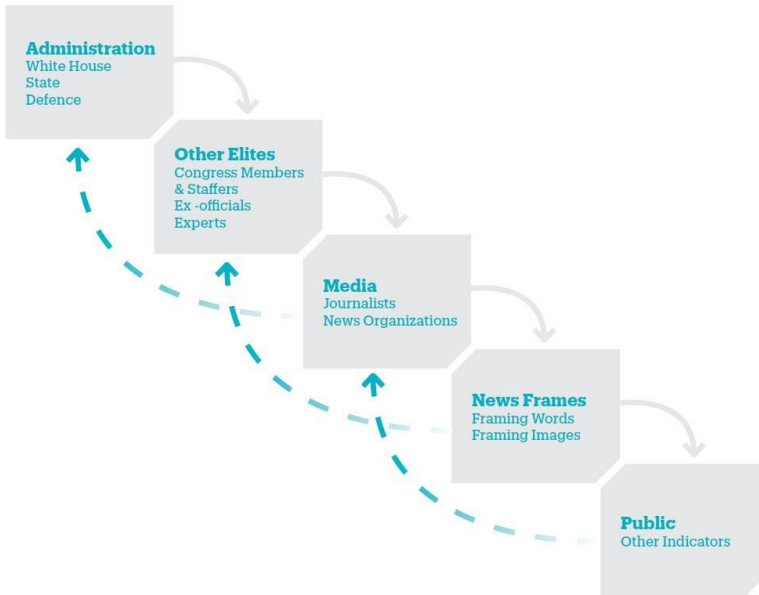 Administration
White House
State
Defence
Other Elites
Congress Members
& Staffers
Ex -officials
Experts
Media
Journalists
News Organizations
News Frames
Framing Words
Framing Images
Public
Other Indicators